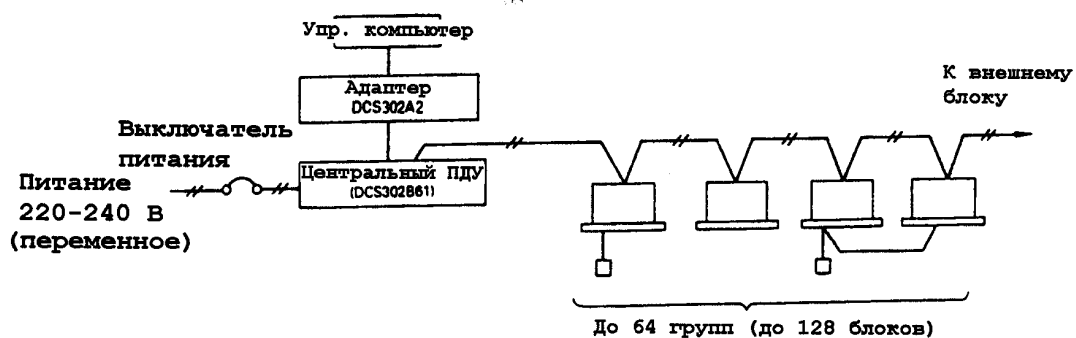 Упр. компьютер
Адаптер
DCS302A2
К внешнему
блоку
Выключатель
питания
Центральный ПДУ
(DCS302B61)
Питание
220-240 В
(переменное)
До 64 групп (до 128 блоков)